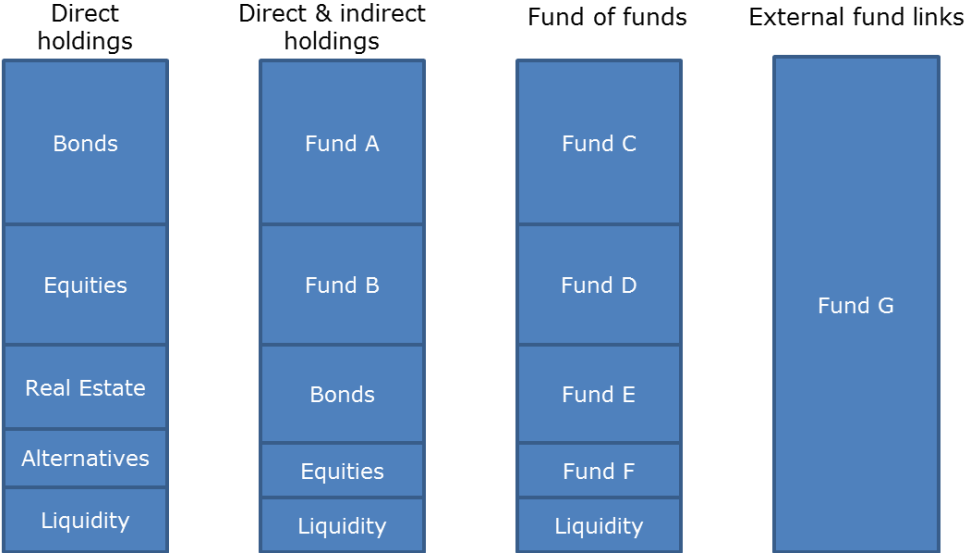 Direct
holdings
Direct & indirect
holdings
Fund of funds
External fund links
Bonds
Equities
Real Estate
Alternatives
Liquidity
Fund A
Fund B
Bonds
Equities
Liquidity
Fund C
Fund D
Fund E
Fund F
Liquidity
Fund G